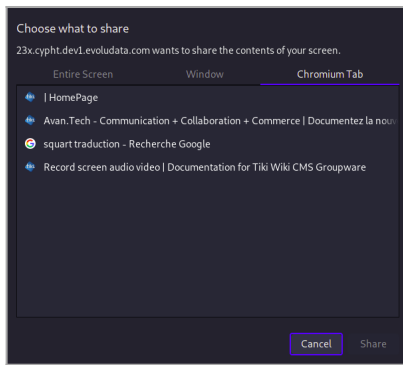 Choose what to share
23x.cypht.dev1.evoludata.com wants to share the contents of your screen.
Entire Screen
Window
Chromium Tab
| HomePage
Avan.Tech - Communication + Collaboration + Commerce | Documentez la nouv
squart traduction - Recherche Google
Record screen audio video | Documentation for Tiki Wiki CMS Groupware
Cancel
Share